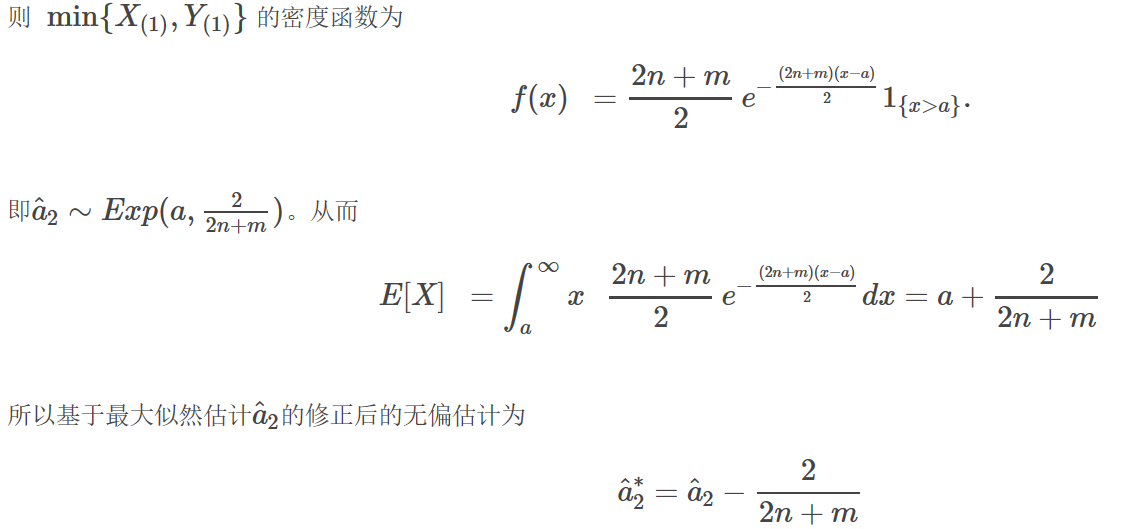 则 $\min\{X_{(1)}, Y_{(1)}\}$ 的密度函数为
$f(x) = \frac{2n+m}{2} e^{-\frac{(2n+m)(x-a)}{2}} 1_{\{x>a\}}.$
即$\hat{a}_2 \sim Exp(a, \frac{2}{2n+m})$。从而
$E[X] = \int_a^\infty x \frac{2n+m}{2} e^{-\frac{(2n+m)(x-a)}{2}} dx = a + \frac{2}{2n+m}$
所以基于最大似然估计$\hat{a}_2$的修正后的无偏估计为
$\hat{a}_2^* = \hat{a}_2 - \frac{2}{2n+m}$